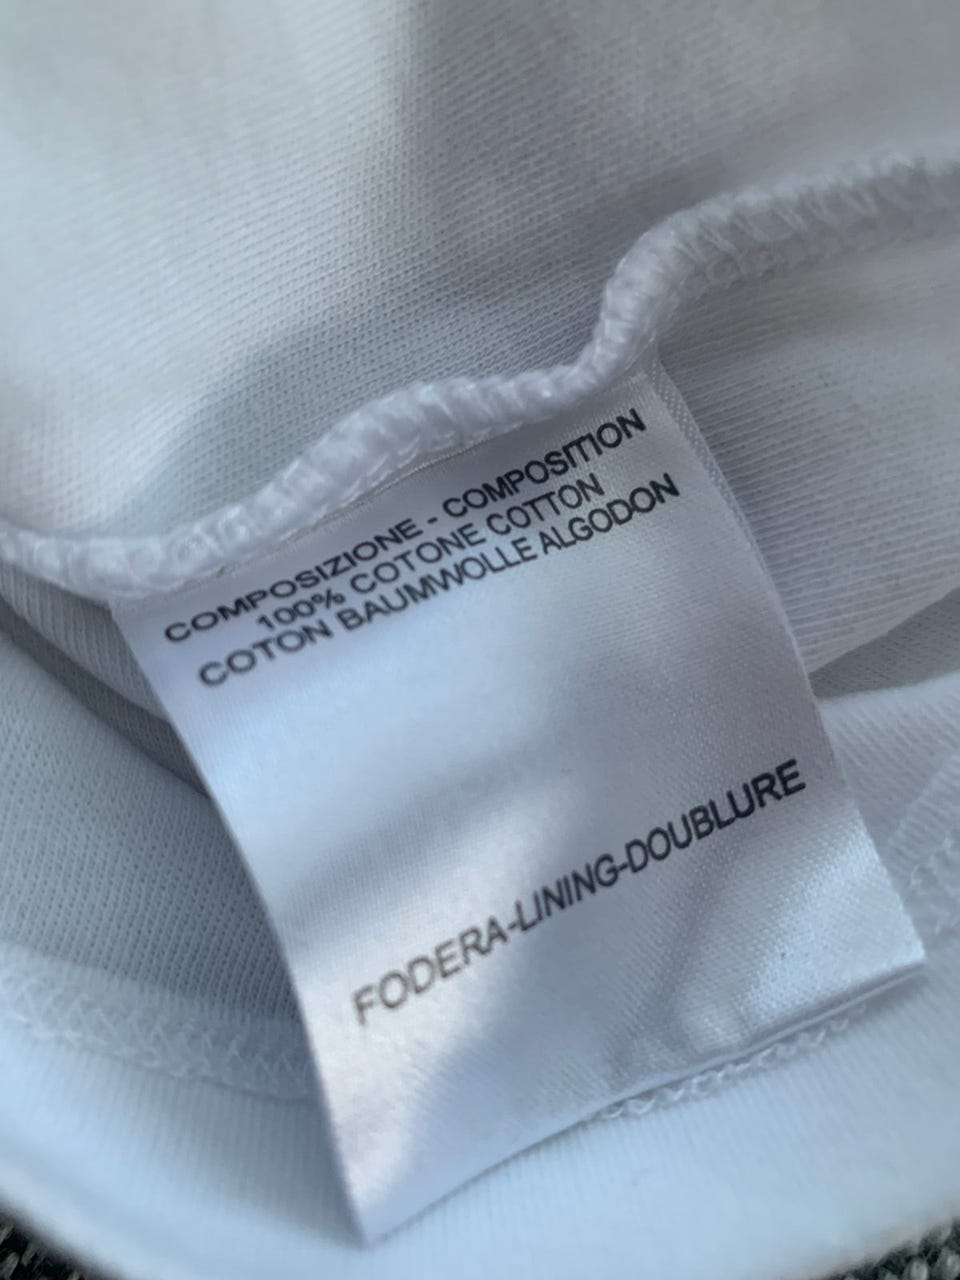 COMPOSIZIONE - COMPOSITION
100% COTONE COTTON
COTON BAUMWOLLE ALGODON
FODERA-LINING-DOUBLURE